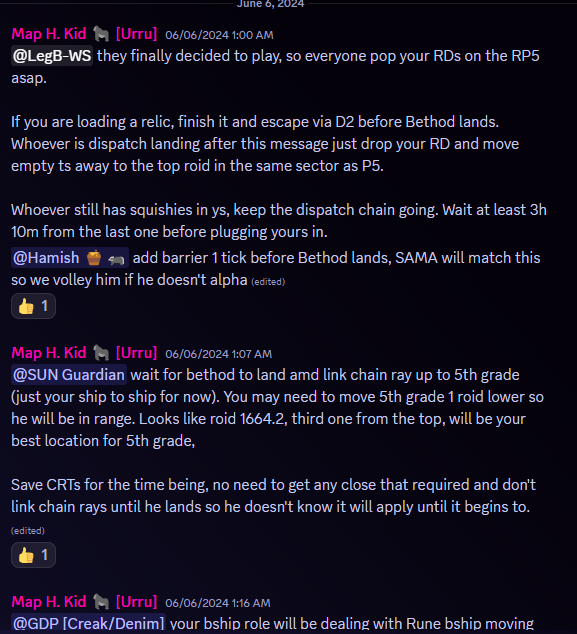 June 6, 2024
Map H. Kid 🦍 [Urru] 06/06/2024 1:00 AM
@LegB-WS they finally decided to play, so everyone pop your RDs on the RP5
asap.
If you are loading a relic, finish it and escape via D2 before Bethod lands.
Whoever is dispatch landing after this message just drop your RD and move
empty ts away to the top roid in the same sector as P5.
Whoever still has squishies in ys, keep the dispatch chain going. Wait at least 3h
10m from the last one before plugging yours in.
@Hamish 🧺 🦡 add barrier 1 tick before Bethod lands, SAMA will match this
so we volley him if he doesn't alpha (edited)
👍 1
Map H. Kid 🦍 [Urru] 06/06/2024 1:07 AM
@SUN Guardian wait for bethod to land amd link chain ray up to 5th grade
(just your ship to ship for now). You may need to move 5th grade 1 roid lower so
he will be in range. Looks like roid 1664.2, third one from the top, will be your
best location for 5th grade,
Save CRTs for the time being, no need to get any close that required and don't
link chain rays until he lands so he doesn't know it will apply until it begins to.
(edited)
👍 1
Map H. Kid 🦍 [Urru] 06/06/2024 1:16 AM
@GDP [Creak/Denim] your bship role will be dealing with Rune bship moving